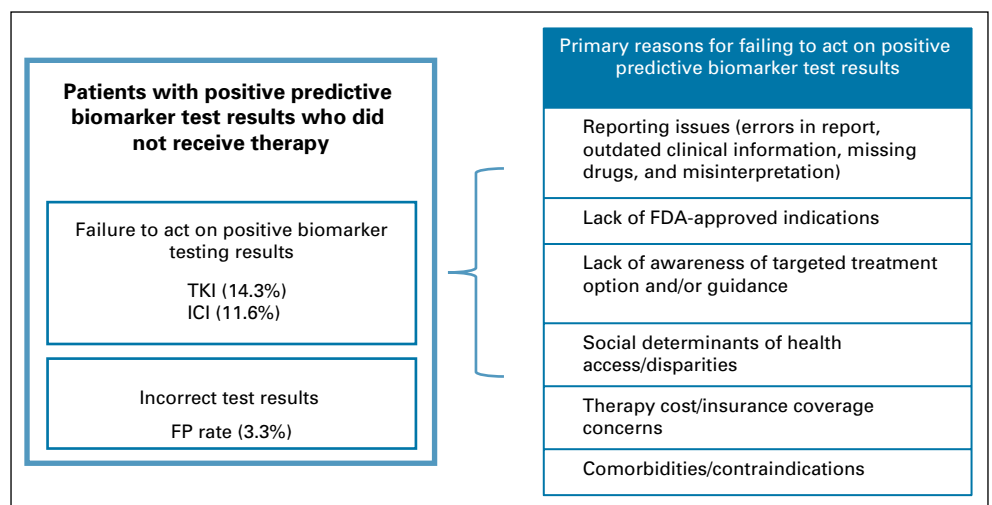 Patients with positive predictive
biomarker test results who did
not receive therapy
Failure to act on positive biomarker
testing results
TKI (14.3%)
ICI (11.6%)
Incorrect test results
FP rate (3.3%)
Primary reasons for failing to act on positive
predictive biomarker test results
Reporting issues (errors in report,
outdated clinical information, missing
drugs, and misinterpretation)
Lack of FDA-approved indications
Lack of awareness of targeted treatment
option and/or guidance
Social determinants of health
access/disparities
Therapy cost/insurance coverage
concerns
Comorbidities/contraindications